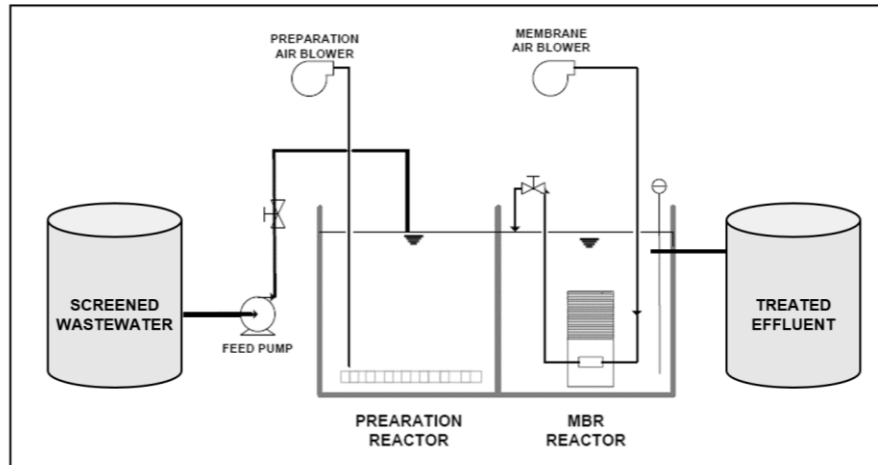 PREPARATION
AIR BLOWER
MEMBRANE
AIR BLOWER
SCREENED
WASTEWATER
FEED PUMP
TREATED
EFFLUENT
PREARATION
REACTOR
MBR
REACTOR